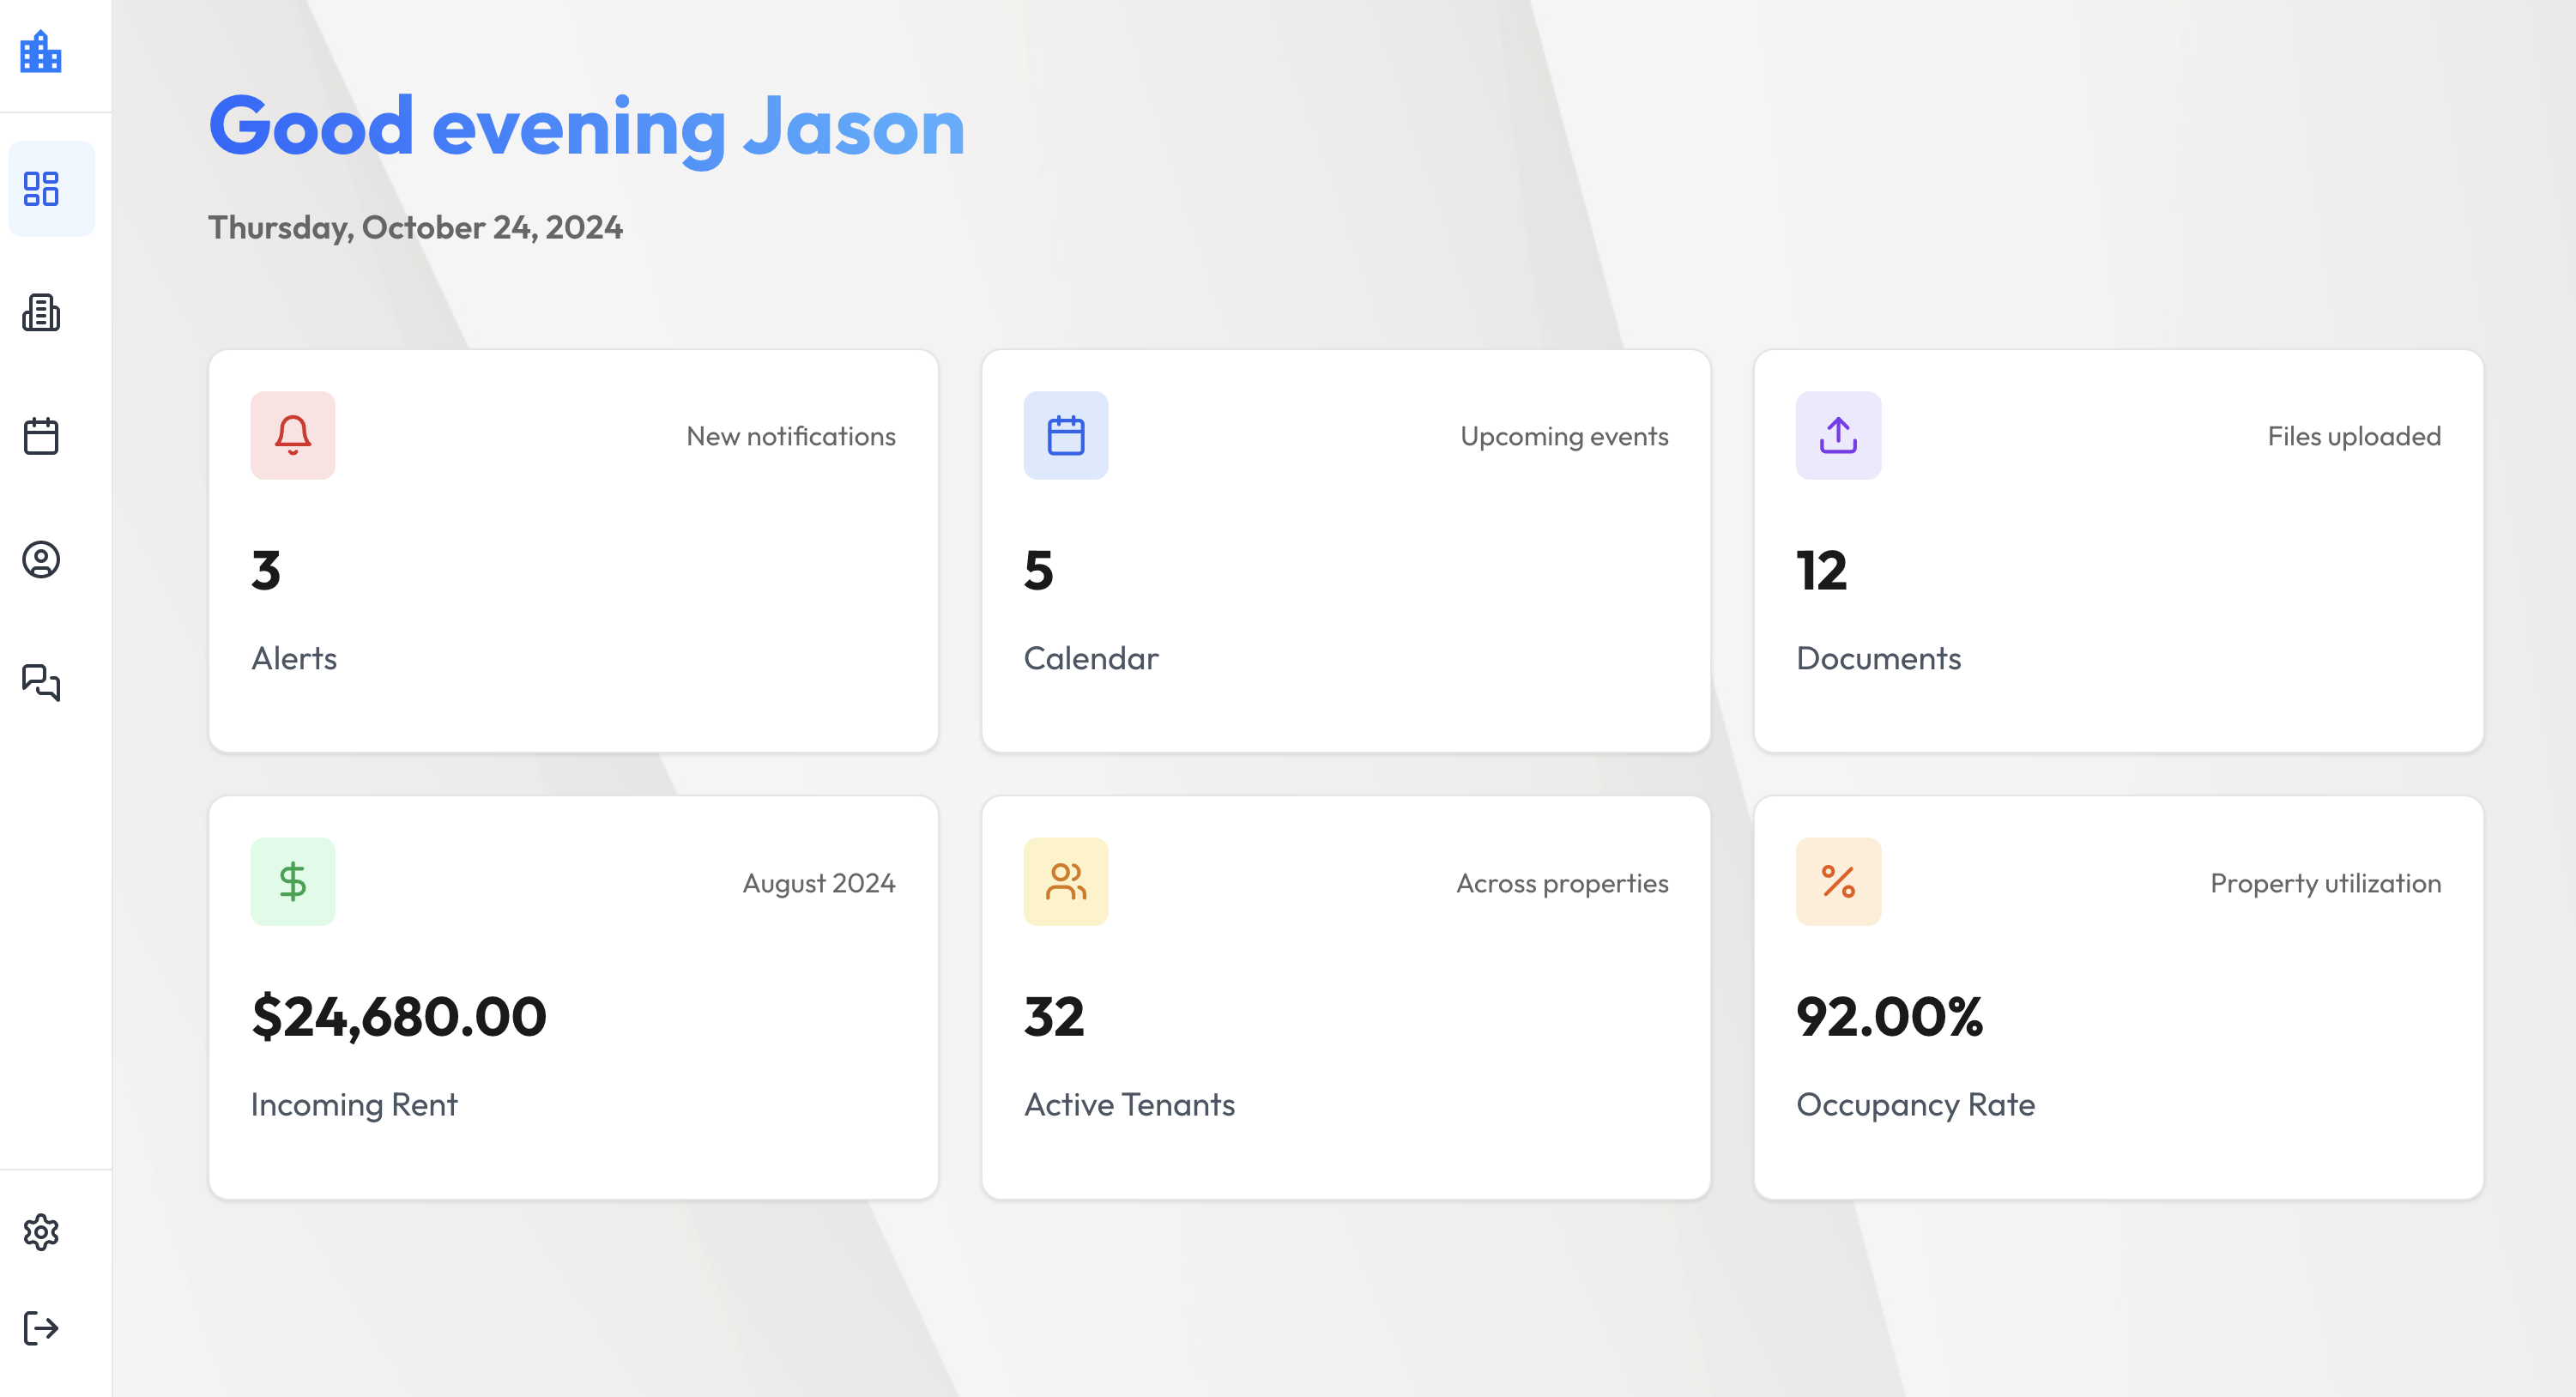 Good evening Jason
Thursday, October 24, 2024
New notifications
3
Alerts
Upcoming events
5
Calendar
Files uploaded
12
Documents
August 2024
$24,680.00
Incoming Rent
Across properties
32
Active Tenants
Property utilization
92.00%
Occupancy Rate